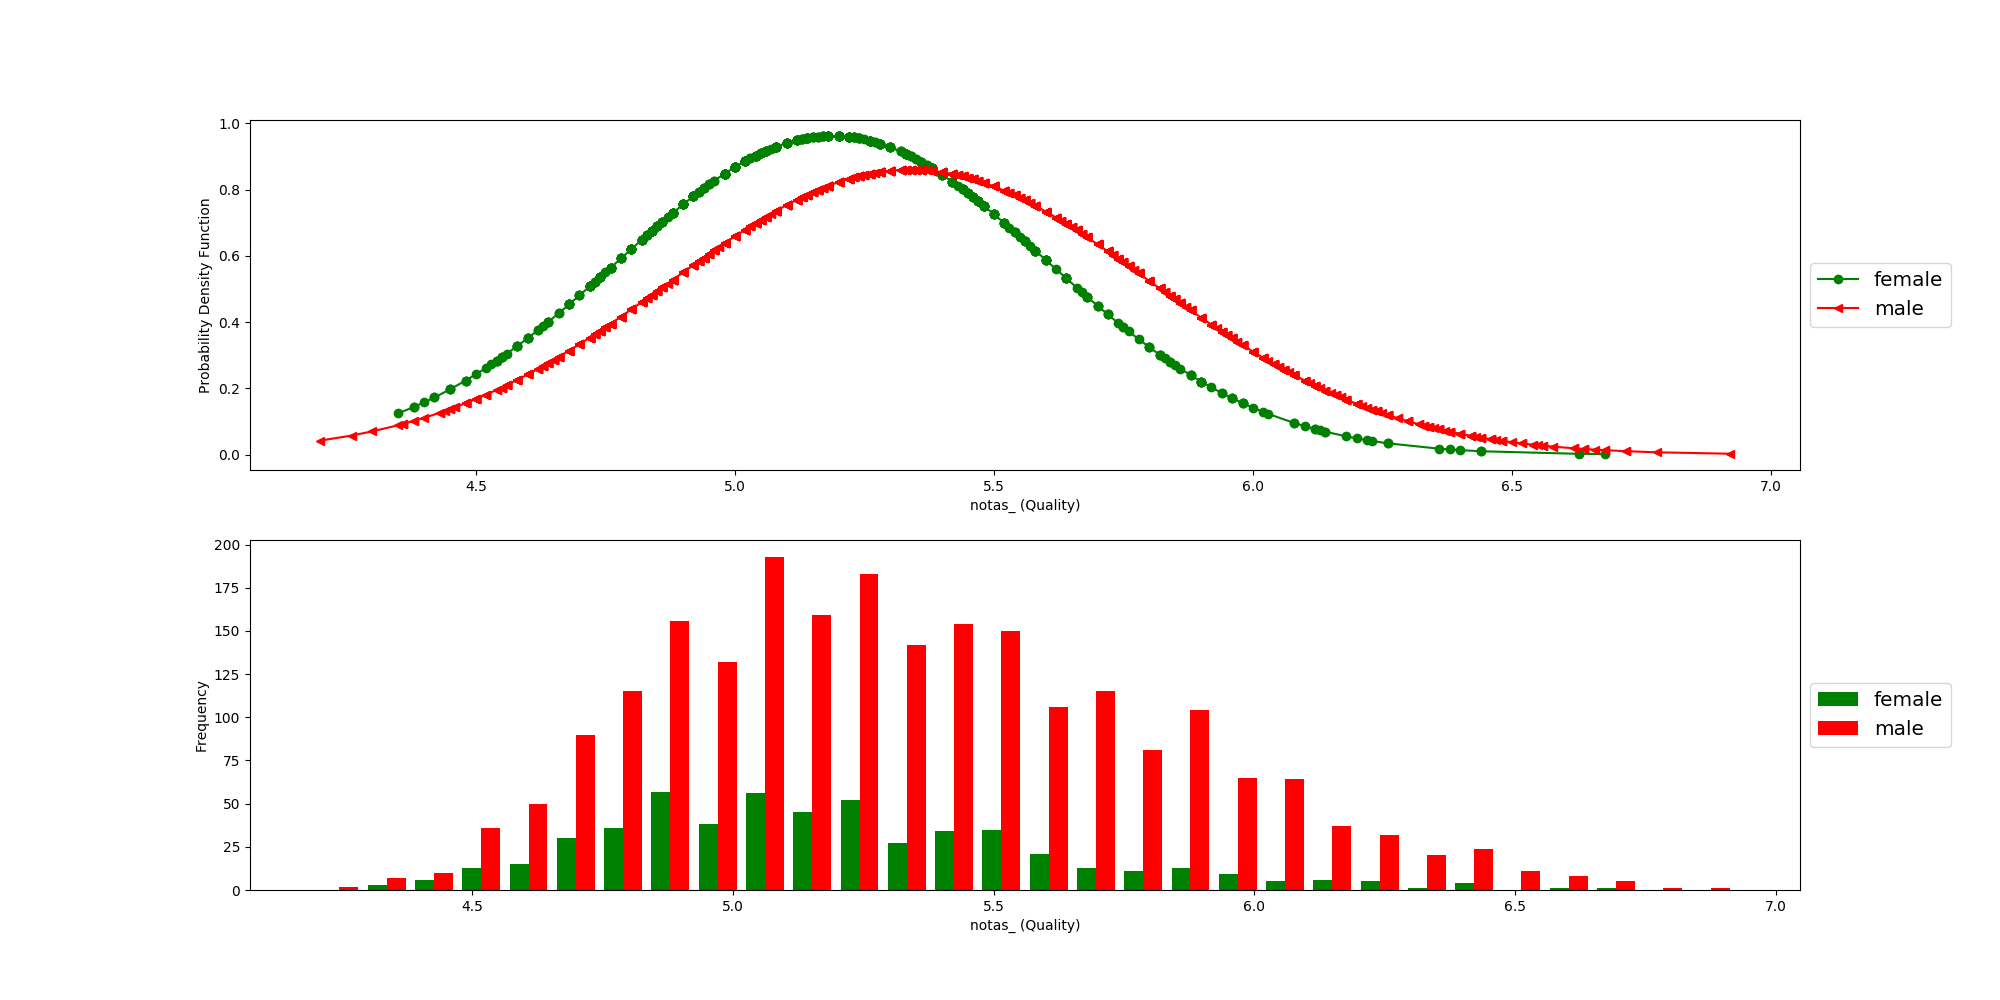 1.0
0.8
0.6
0.4
0.2
0.0
Probability Density Function
4.5 5.0 5.5 6.0 6.5 7.0
notas_ (Quality)
female
male
200
175
150
125
100
75
50
25
0
Frequency
4.5 5.0 5.5 6.0 6.5 7.0
notas_ (Quality)
female
male